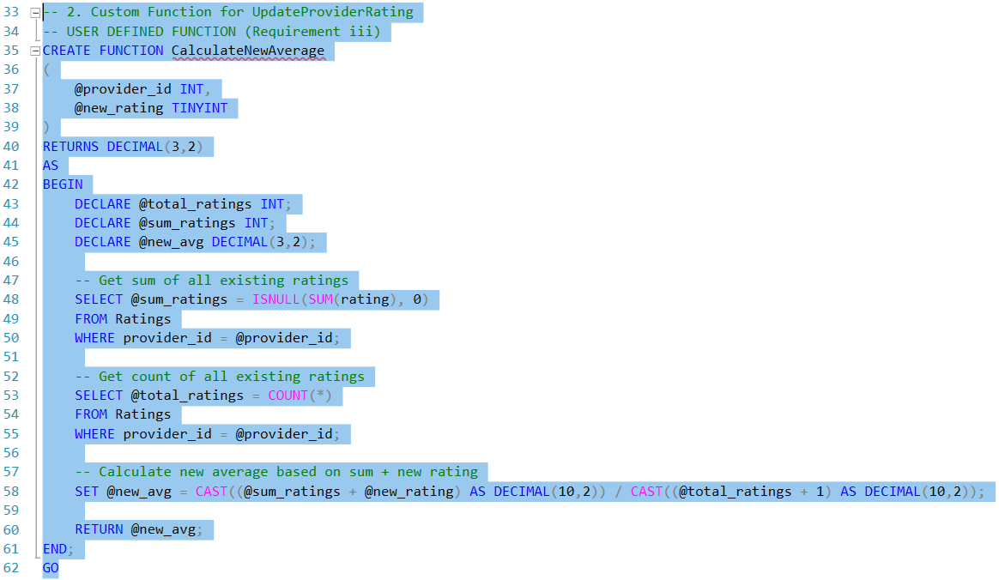 33 -- 2. Custom Function for UpdateProviderRating
34 -- USER DEFINED FUNCTION (Requirement iii)
35 CREATE FUNCTION CalculateNewAverage
36 (
37     @provider_id INT,
38     @new_rating TINYINT
39 )
40 RETURNS DECIMAL(3,2)
41 AS
42 BEGIN
43     DECLARE @total_ratings INT;
44     DECLARE @sum_ratings INT;
45     DECLARE @new_avg DECIMAL(3,2);
46
47     -- Get sum of all existing ratings
48     SELECT @sum_ratings = ISNULL(SUM(rating), 0)
49     FROM Ratings
50     WHERE provider_id = @provider_id;
51
52     -- Get count of all existing ratings
53     SELECT @total_ratings = COUNT(*)
54     FROM Ratings
55     WHERE provider_id = @provider_id;
56
57     -- Calculate new average based on sum + new rating
58     SET @new_avg = CAST((@sum_ratings + @new_rating) AS DECIMAL(10,2)) / CAST((@total_ratings + 1) AS DECIMAL(10,2));
59
60     RETURN @new_avg;
61 END;
62 GO